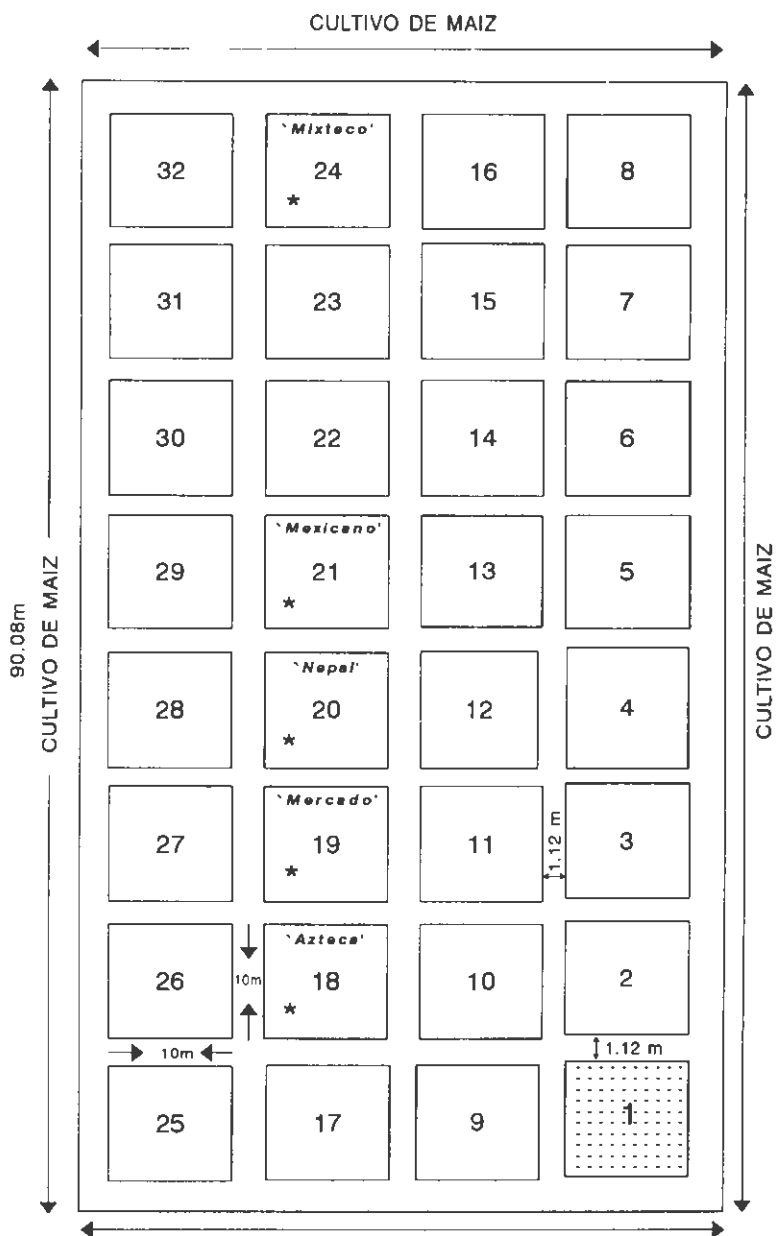 CULTIVO DE MAIZ
32
`Mixteco'
24
*
16
8
31
23
15
7
30
22
14
6
29
`Mexicano'
21
*
13
5
90.08m
CULTIVO DE MAIZ
CULTIVO DE MAIZ
28
`Nepal'
20
*
12
4
27
`Mercado'
19
*
11
1.12 m
3
26
10m
`Azteca'
18
*
10
2
10m
1.12 m
25
17
9
1